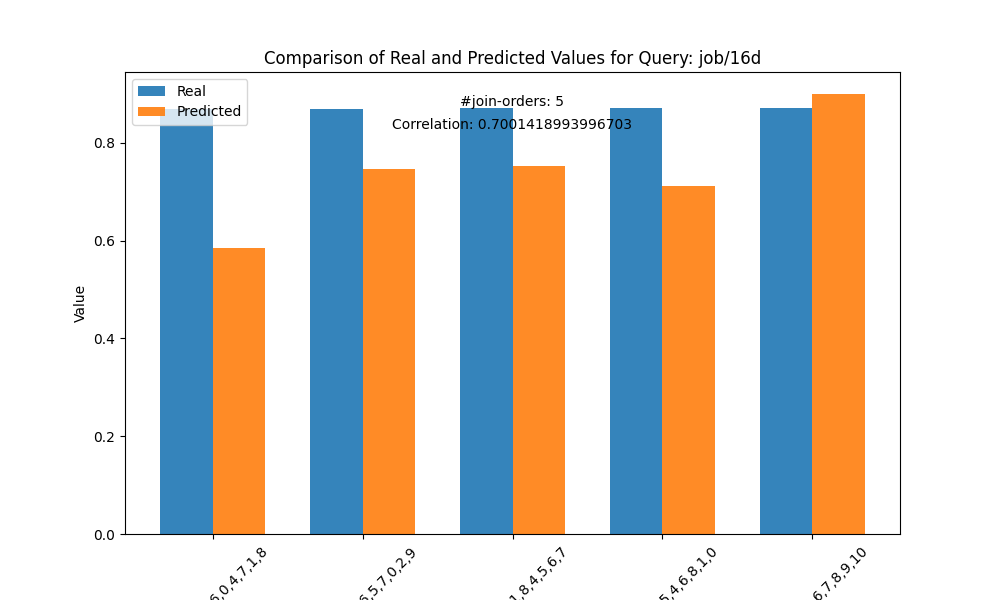 Comparison of Real and Predicted Values for Query: job/16d
Real
Predicted
#join-orders: 5
Correlation: 0.7001418993996703
Value
0.8
0.6
0.4
0.2
0.0
6,0,4,7,1,8
6,5,7,0,2,9
1,8,4,5,6,7
5,4,6,8,1,0
6,7,8,9,10